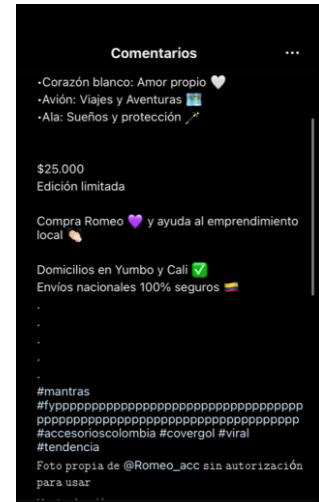 Comentarios
•Corazón blanco: Amor propio 🤍
•Avión: Viajes y Aventuras 🗺️
•Ala: Sueños y protección 🪄
$25.000
Edición limitada
Compra Romeo 💜 y ayuda al emprendimiento
local 👏🏻
Domicilios en Yumbo y Cali ✅
Envíos nacionales 100% seguros 🇨🇴
.
.
.
.
.
#mantras
#fyppppppppppppppppppppppppppppppppppp
pppppppppppppppppppppppppppppppppppp
#accesorioscolombia #covergol #viral
#tendencia
Foto propia de @Romeo_acc sin autorización
para usar